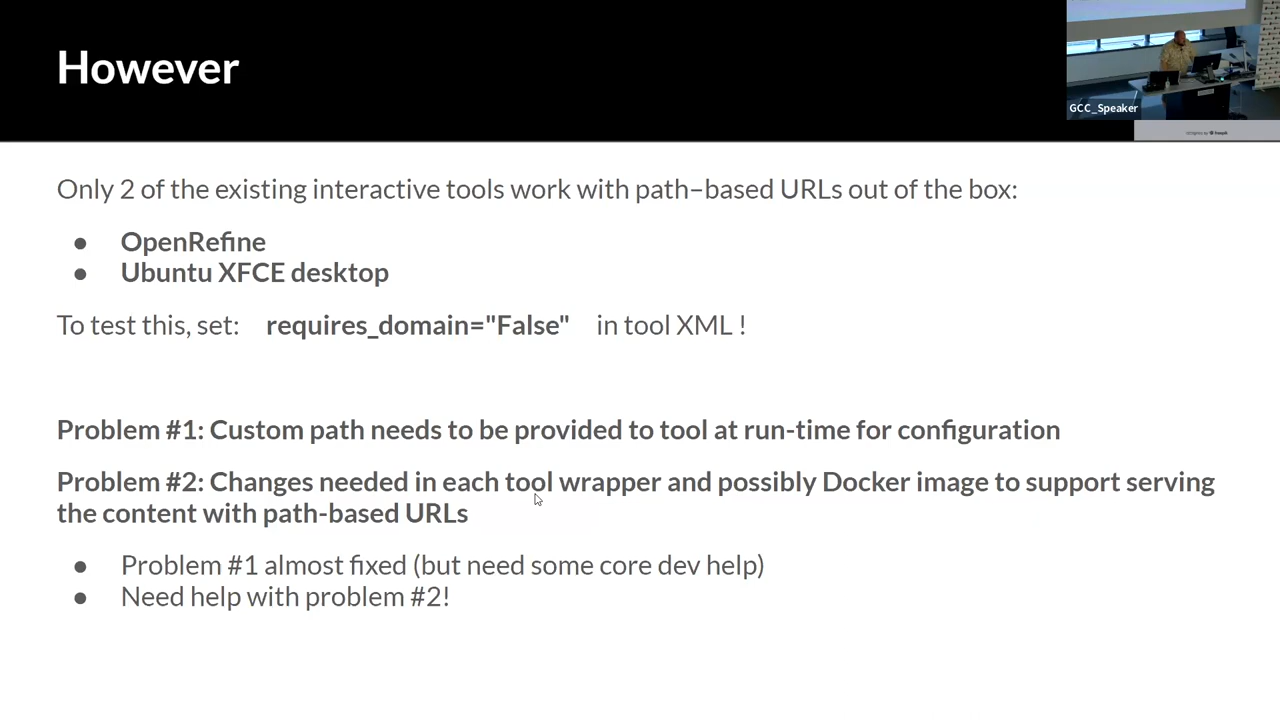 However
GCC_Speaker
Only 2 of the existing interactive tools work with path–based URLs out of the box:
● OpenRefine
● Ubuntu XFCE desktop
To test this, set: requires_domain="False" in tool XML !
Problem #1: Custom path needs to be provided to tool at run-time for configuration
Problem #2: Changes needed in each tool wrapper and possibly Docker image to support serving
the content with path-based URLs
● Problem #1 almost fixed (but need some core dev help)
● Need help with problem #2!